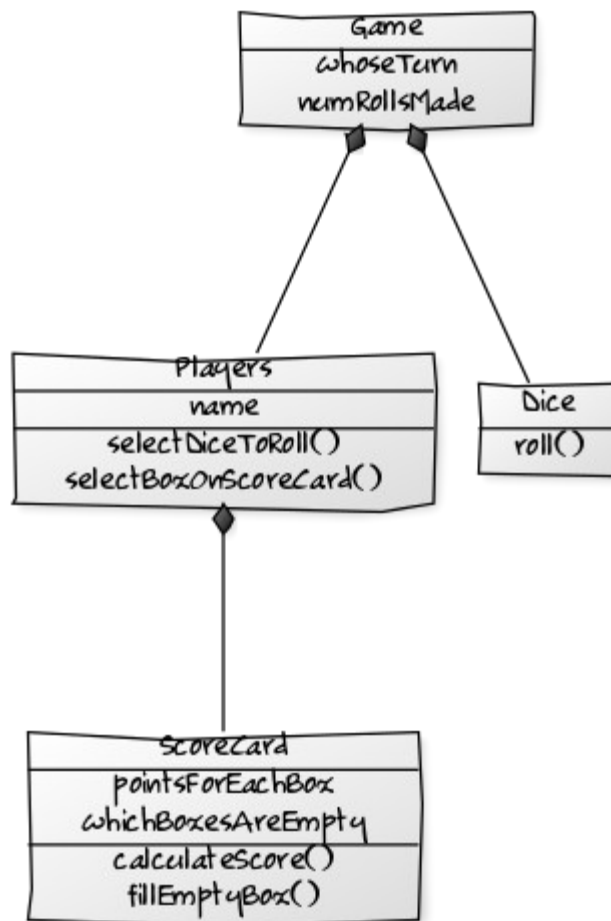 Game
whoseTurn
numRollsMade
Players
name
selectDiceToRoll()
selectBoxOnScoreCard()
Dice
roll()
ScoreCard
pointsForEachBox
whichBoxesAreEmpty
calculateScore()
fillEmptyBox()